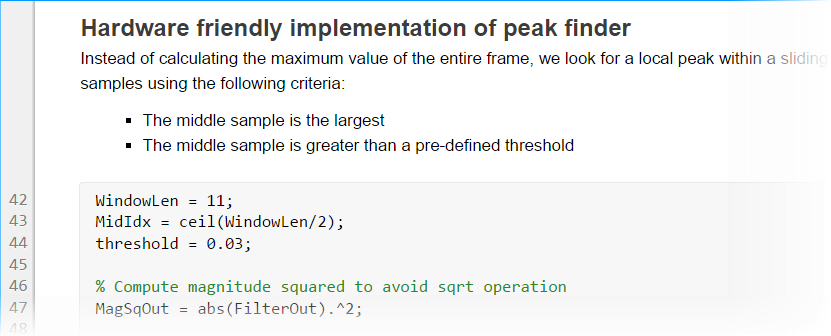 Hardware friendly implementation of peak finder
Instead of calculating the maximum value of the entire frame, we look for a local peak within a sliding
samples using the following criteria:
▪ The middle sample is the largest
▪ The middle sample is greater than a pre-defined threshold
42 WindowLen = 11;
43 MidIdx = ceil(WindowLen/2);
44 threshold = 0.03;
45
46 % Compute magnitude squared to avoid sqrt operation
47 MagSqOut = abs(FilterOut).^2;
48